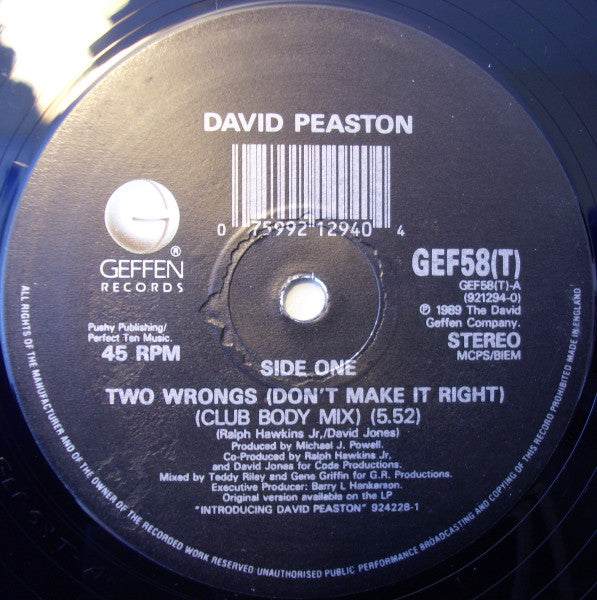 DAVID PEASTON
0 75992 12940 4
G
®
GEFFEN
RECORDS
GEF58(T)
GEF58(T)-A
(921294-0)
℗ 1989 The David
Geffen Company.
STEREO
MCPS/BIEM
Pushy Publishing/
Perfect Ten Music.
45 RPM
SIDE ONE
TWO WRONGS (DON'T MAKE IT RIGHT)
(CLUB BODY MIX) (5.52)
(Ralph Hawkins Jr,/David Jones)
Produced by Michael J. Powell.
Co-Produced by Ralph Hawkins Jr.
and David Jones for Code Productions.
Mixed by Teddy Riley and Gene Griffin for G.R. Productions.
Executive Producer: Barry L Hankerson.
Original version available on the LP
"INTRODUCING DAVID PEASTON" 924228-1
ALL RIGHTS OF THE MANUFACTURER AND OF THE OWNER OF THE RECORDED WORK RESERVED UNAUTHORISED PUBLIC PERFORMANCE BROADCASTING AND COPYING OF THIS RECORD PROHIBITED MADE IN ENGLAND